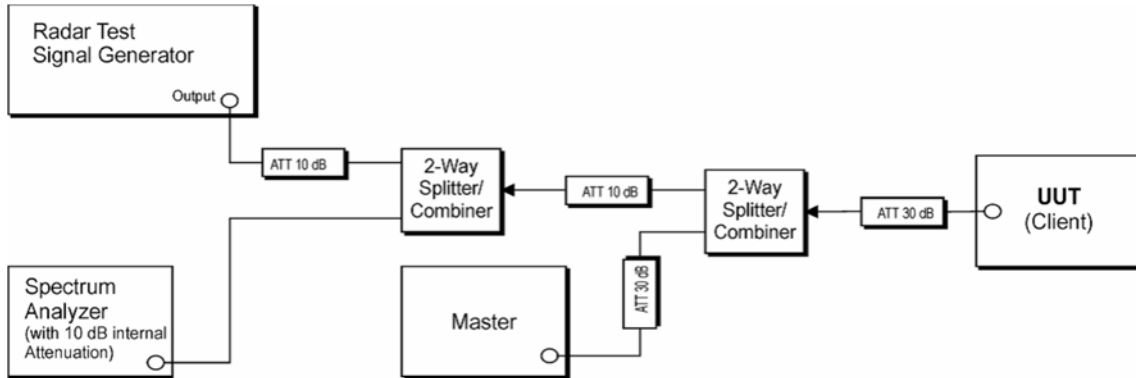 Radar Test
Signal Generator
Output
ATT 10 dB
2-Way
Splitter/
Combiner
ATT 10 dB
2-Way
Splitter/
Combiner
ATT 30 dB
UUT
(Client)
Spectrum
Analyzer
(with 10 dB internal
Attenuation)
Master
ATT 30 dB